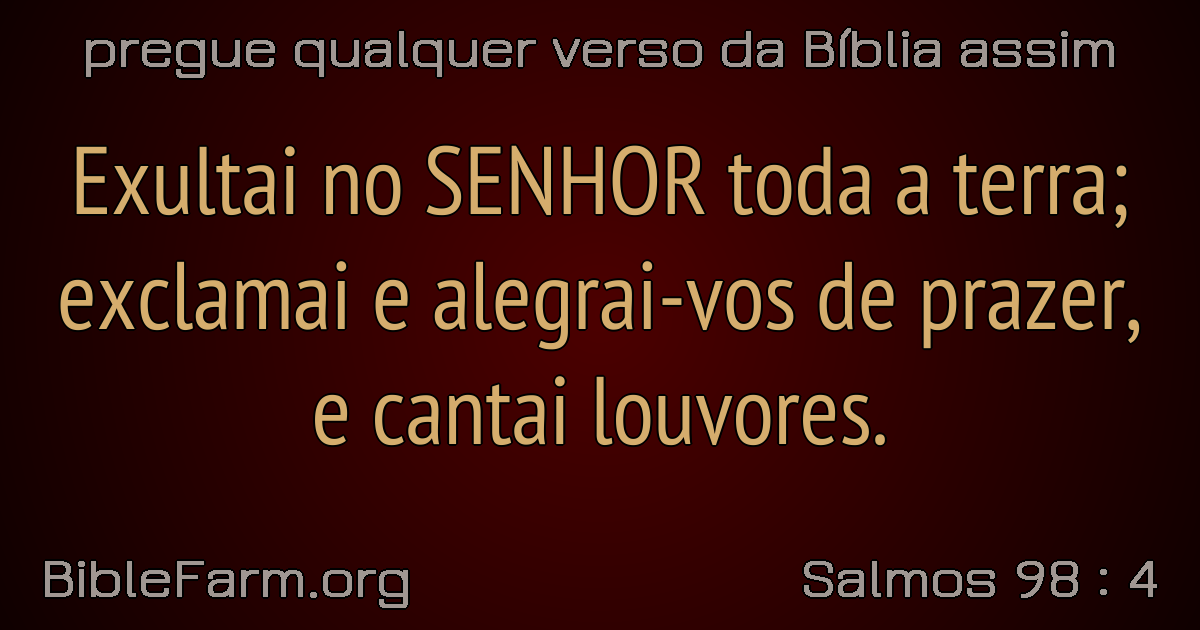 pregue qualquer verso da Bíblia assim
Exultai no SENHOR toda a terra;
exclamai e alegrai-vos de prazer,
e cantai louvores.
BibleFarm.org
Salmos 98 : 4